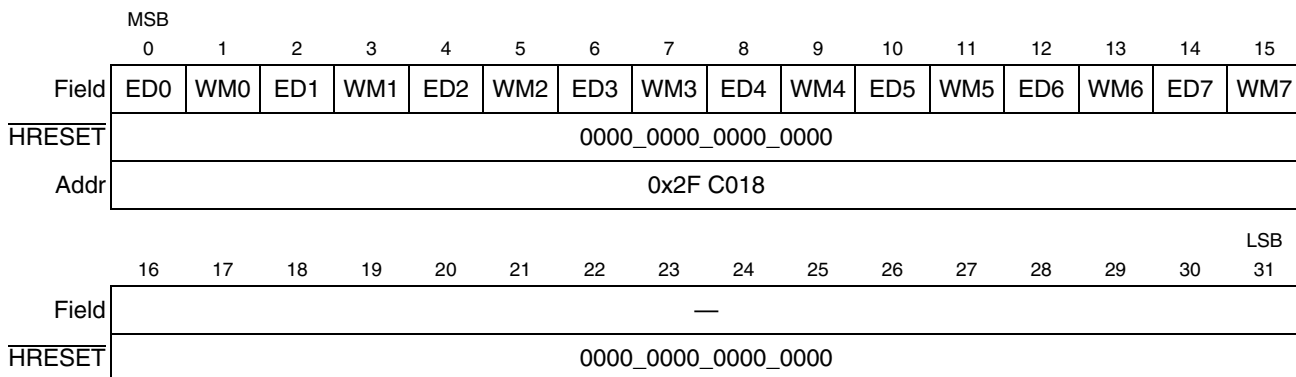 MSB
0 1 2 3 4 5 6 7 8 9 10 11 12 13 14 15
Field ED0 WM0 ED1 WM1 ED2 WM2 ED3 WM3 ED4 WM4 ED5 WM5 ED6 WM6 ED7 WM7
HRESET 0000_0000_0000_0000
Addr 0x2F C018
LSB
16 17 18 19 20 21 22 23 24 25 26 27 28 29 30 31
Field —
HRESET 0000_0000_0000_0000